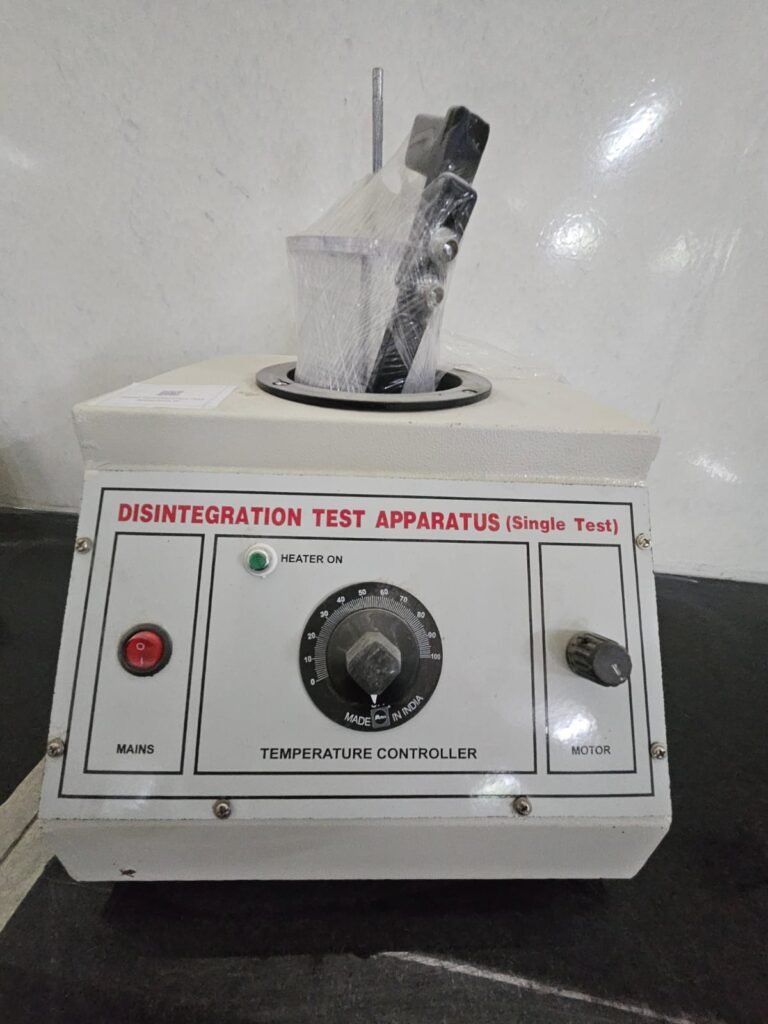 DISINTEGRATION TEST APPARATUS (Single Test)
HEATER ON
0
10
20
30
40
50
60
70
80
90
100
MADE IN INDIA
O
I
MAINS
TEMPERATURE CONTROLLER
MOTOR